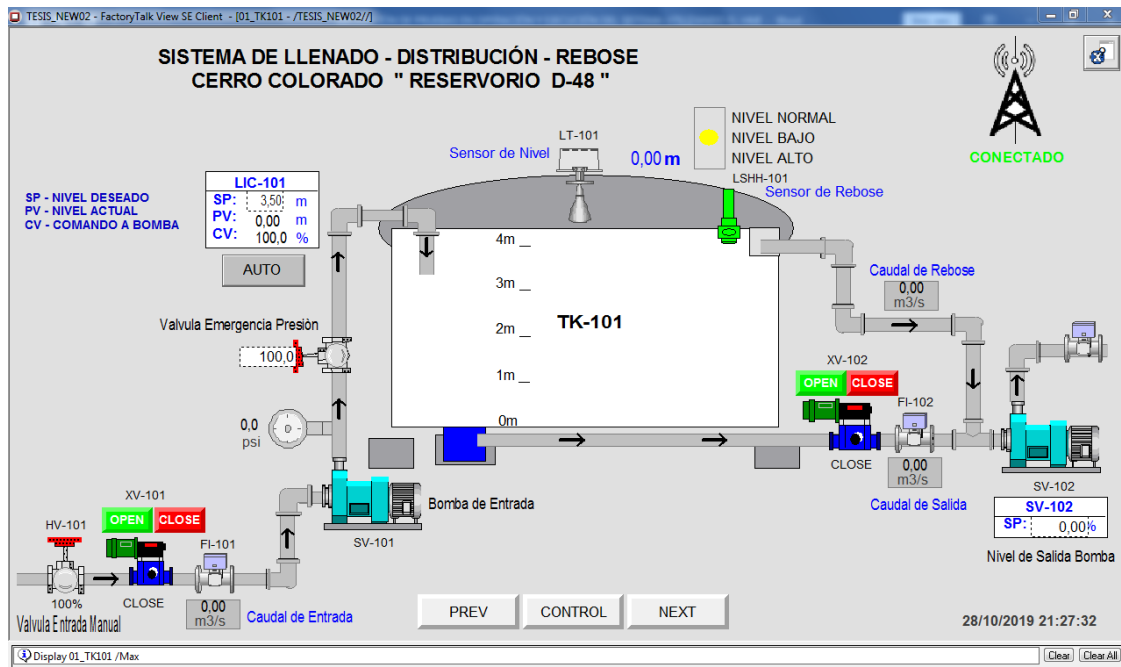 TESIS_NEW02 - FactoryTalk View SE Client - [01_TK101 - /TESIS_NEW02//]
SISTEMA DE LLENADO - DISTRIBUCIÓN - REBOSE
CERRO COLORADO " RESERVORIO D-48 "
CONECTADO
NIVEL NORMAL
NIVEL BAJO
NIVEL ALTO
LT-101
Sensor de Nivel
0,00 m
LSHH-101
Sensor de Rebose
SP - NIVEL DESEADO
PV - NIVEL ACTUAL
CV - COMANDO A BOMBA
LIC-101
SP: 3,50 m
PV: 0,00 m
CV: 100,0 %
AUTO
4m
3m
2m
1m
0m
TK-101
Caudal de Rebose
0,00
m3/s
Valvula Emergencia Presiòn
100,0
0,0
psi
XV-102
OPEN CLOSE
CLOSE
FI-102
0,00
m3/s
Caudal de Salida
SV-102
SV-102
SP: 0,00%
Nivel de Salida Bomba
Bomba de Entrada
SV-101
XV-101
OPEN CLOSE
CLOSE
HV-101
100%
Valvula Entrada Manual
FI-101
0,00
m3/s
Caudal de Entrada
PREV CONTROL NEXT
28/10/2019 21:27:32
Display 01_TK101 /Max
Clear Clear All